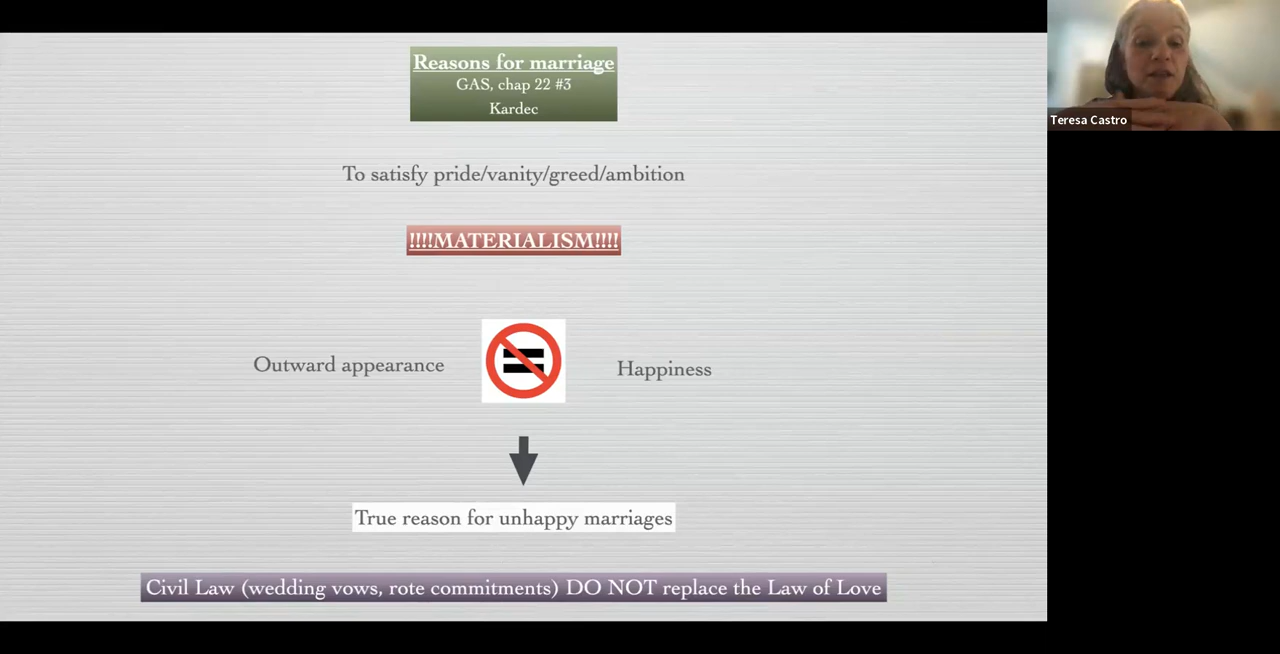 Reasons for marriage
GAS, chap 22 #3
Kardec
To satisfy pride/vanity/greed/ambition
!!!!MATERIALISM!!!!
Outward appearance
Happiness
True reason for unhappy marriages
Civil Law (wedding vows, rote commitments) DO NOT replace the Law of Love
Teresa Castro